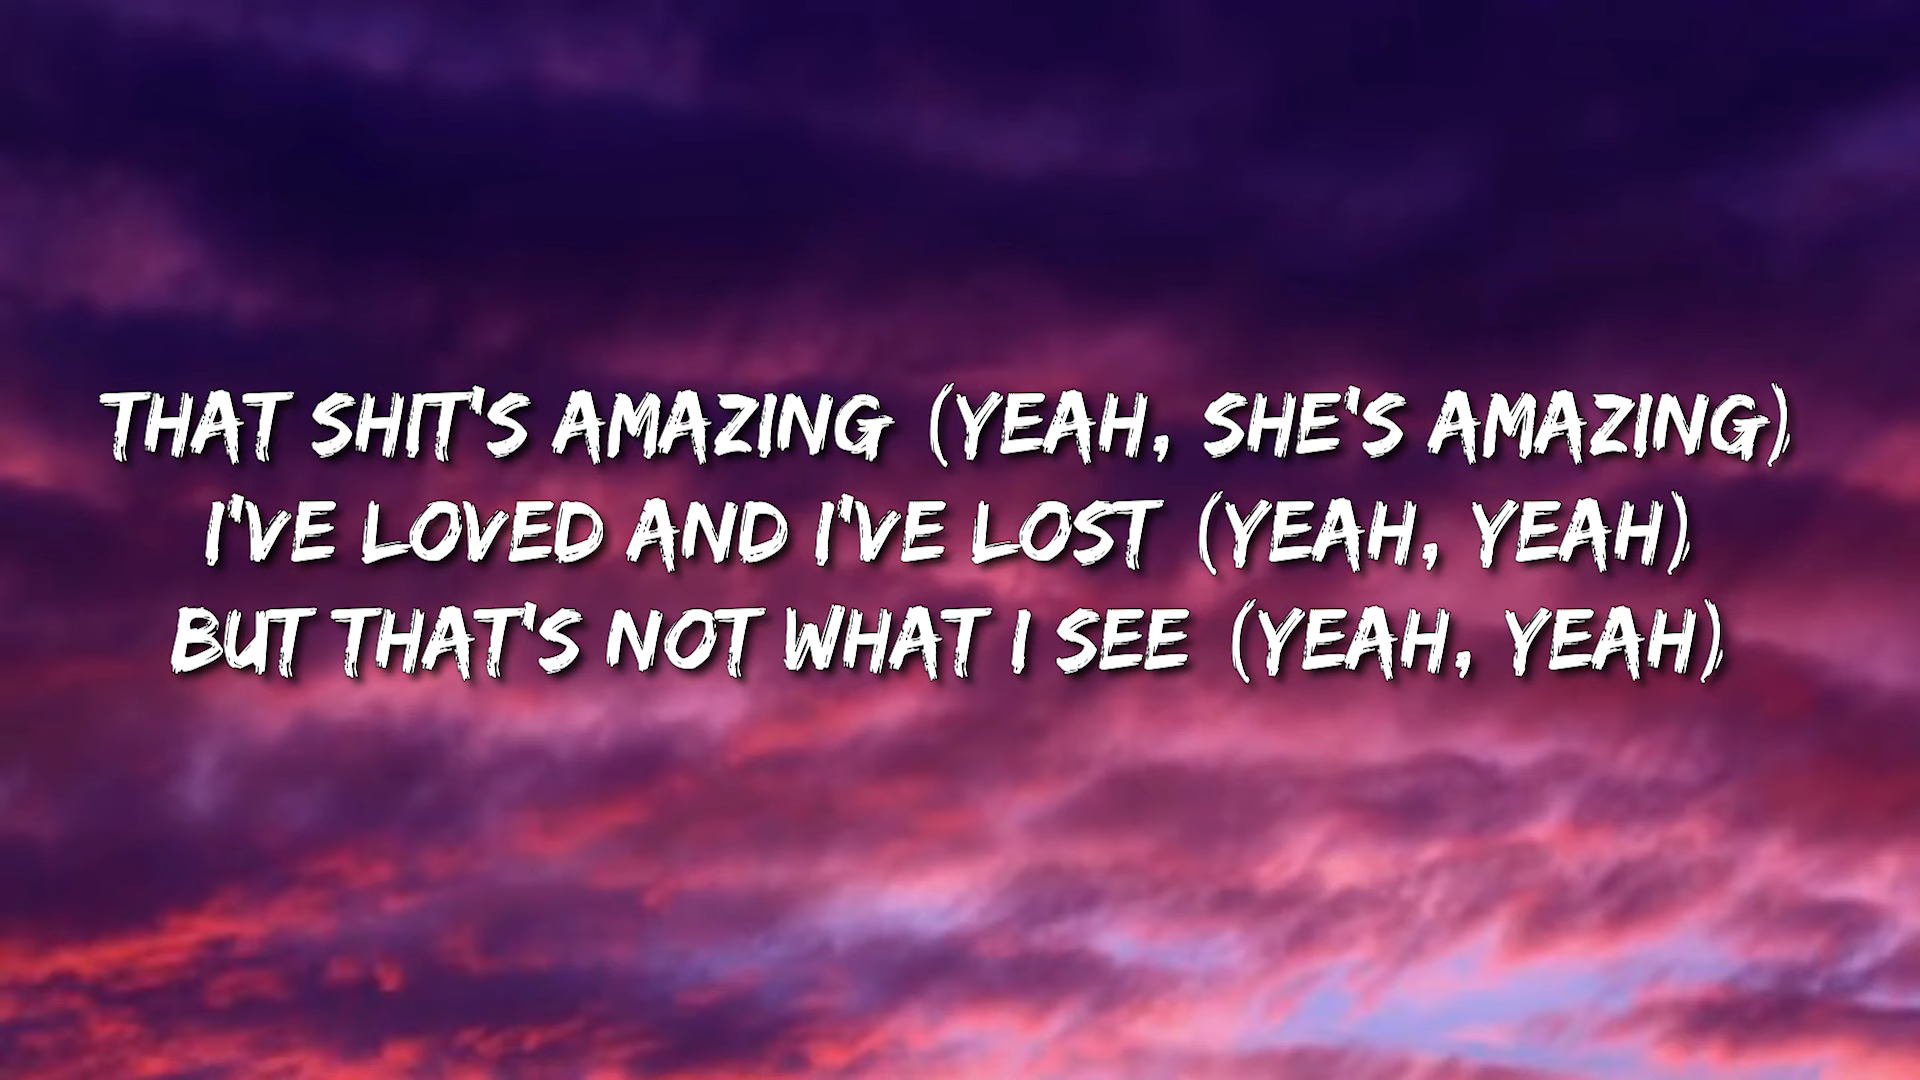 THAT SHIT'S AMAZING (YEAH, SHE'S AMAZING)
I'VE LOVED AND I'VE LOST (YEAH, YEAH)
BUT THAT'S NOT WHAT I SEE (YEAH, YEAH)